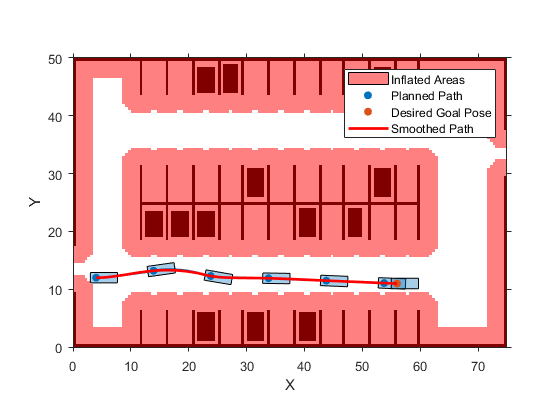 50
40
30
20
10
0
Y
0 10 20 30 40 50 60 70
X
Inflated Areas
Planned Path
Desired Goal Pose
Smoothed Path